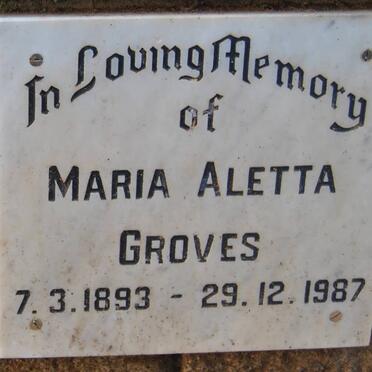 In Loving Memory
of
MARIA ALETTA
GROVES
7.3.1893 - 29.12.1987